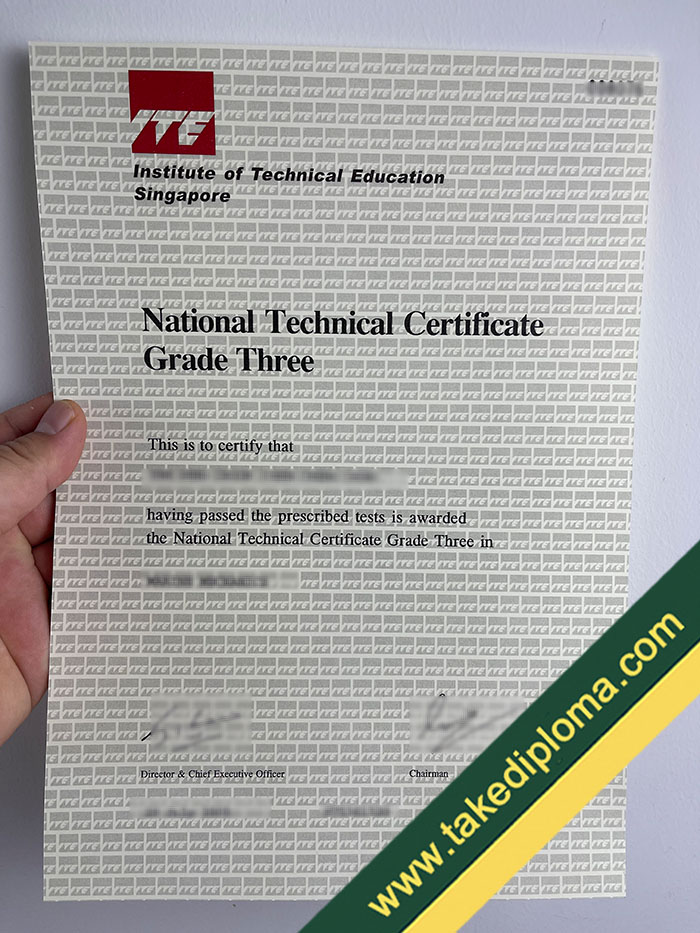 ITE
Institute of Technical Education
Singapore
National Technical Certificate
Grade Three
This is to certify that
having passed the prescribed tests is awarded
the National Technical Certificate Grade Three in
Director & Chief Executive Officer
Chairman
www.takediploma.com